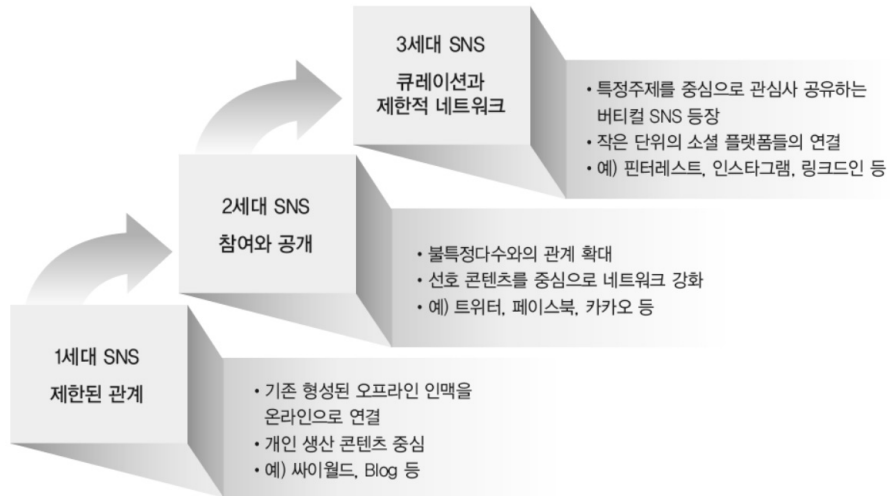 3세대 SNS
큐레이션과
제한적 네트워크
• 특정주제를 중심으로 관심사 공유하는
버티컬 SNS 등장
• 작은 단위의 소셜 플랫폼들의 연결
• 예) 핀터레스트, 인스타그램, 링크드인 등
2세대 SNS
참여와 공개
• 불특정다수와의 관계 확대
• 선호 콘텐츠를 중심으로 네트워크 강화
• 예) 트위터, 페이스북, 카카오 등
1세대 SNS
제한된 관계
• 기존 형성된 오프라인 인맥을
온라인으로 연결
• 개인 생산 콘텐츠 중심
• 예) 싸이월드, Blog 등